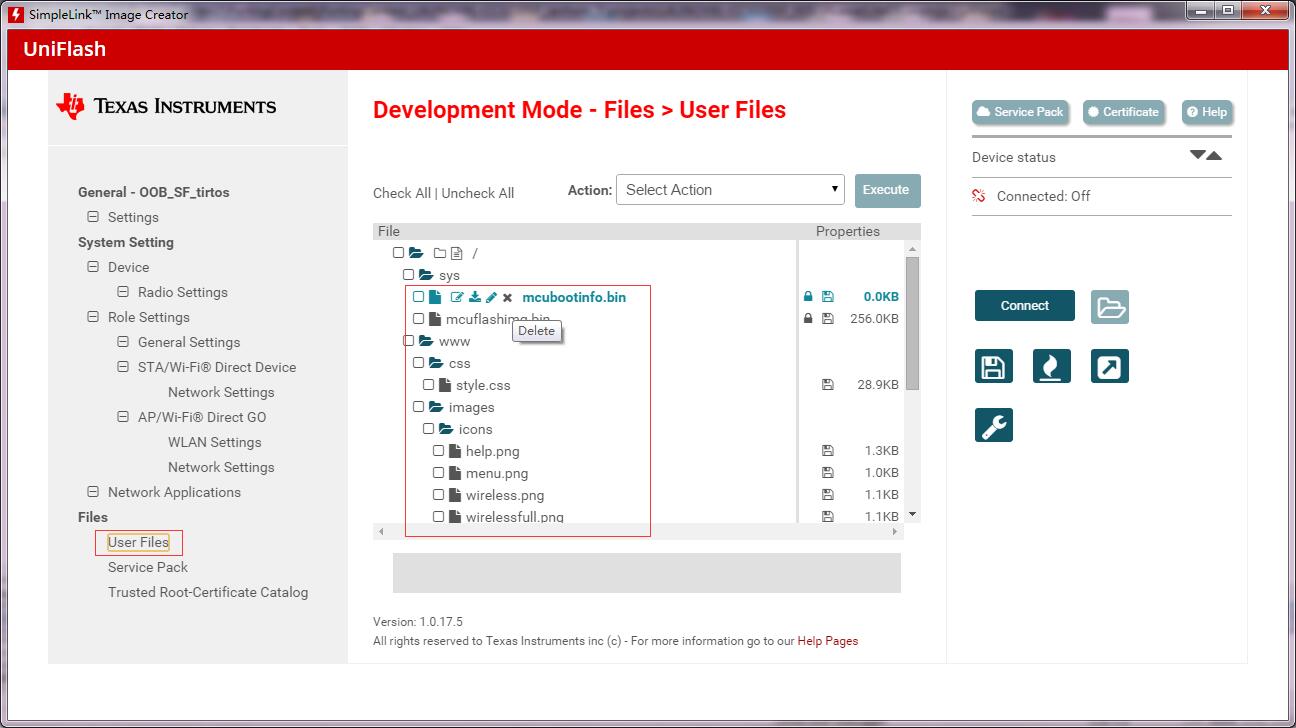 SimpleLink™ Image Creator
UniFlash
TEXAS INSTRUMENTS
General - OOB_SF_tirtos
Settings
System Setting
Device
Radio Settings
Role Settings
General Settings
STA/Wi-Fi® Direct Device
Network Settings
AP/Wi-Fi® Direct GO
WLAN Settings
Network Settings
Network Applications
Files
User Files
Service Pack
Trusted Root-Certificate Catalog
Development Mode - Files > User Files
Check All | Uncheck All
Action: Select Action Execute
File Properties
/
sys
mcubootinfo.bin 0.0KB
mcuflashimg.bin 256.0KB
Delete
www
css
style.css 28.9KB
images
icons
help.png 1.3KB
menu.png 1.0KB
wireless.png 1.1KB
wirelessfull.png 1.1KB
Version: 1.0.17.5
All rights reserved to Texas Instruments inc (c) - For more information go to our Help Pages
Service Pack Certificate Help
Device status
Connected: Off
Connect